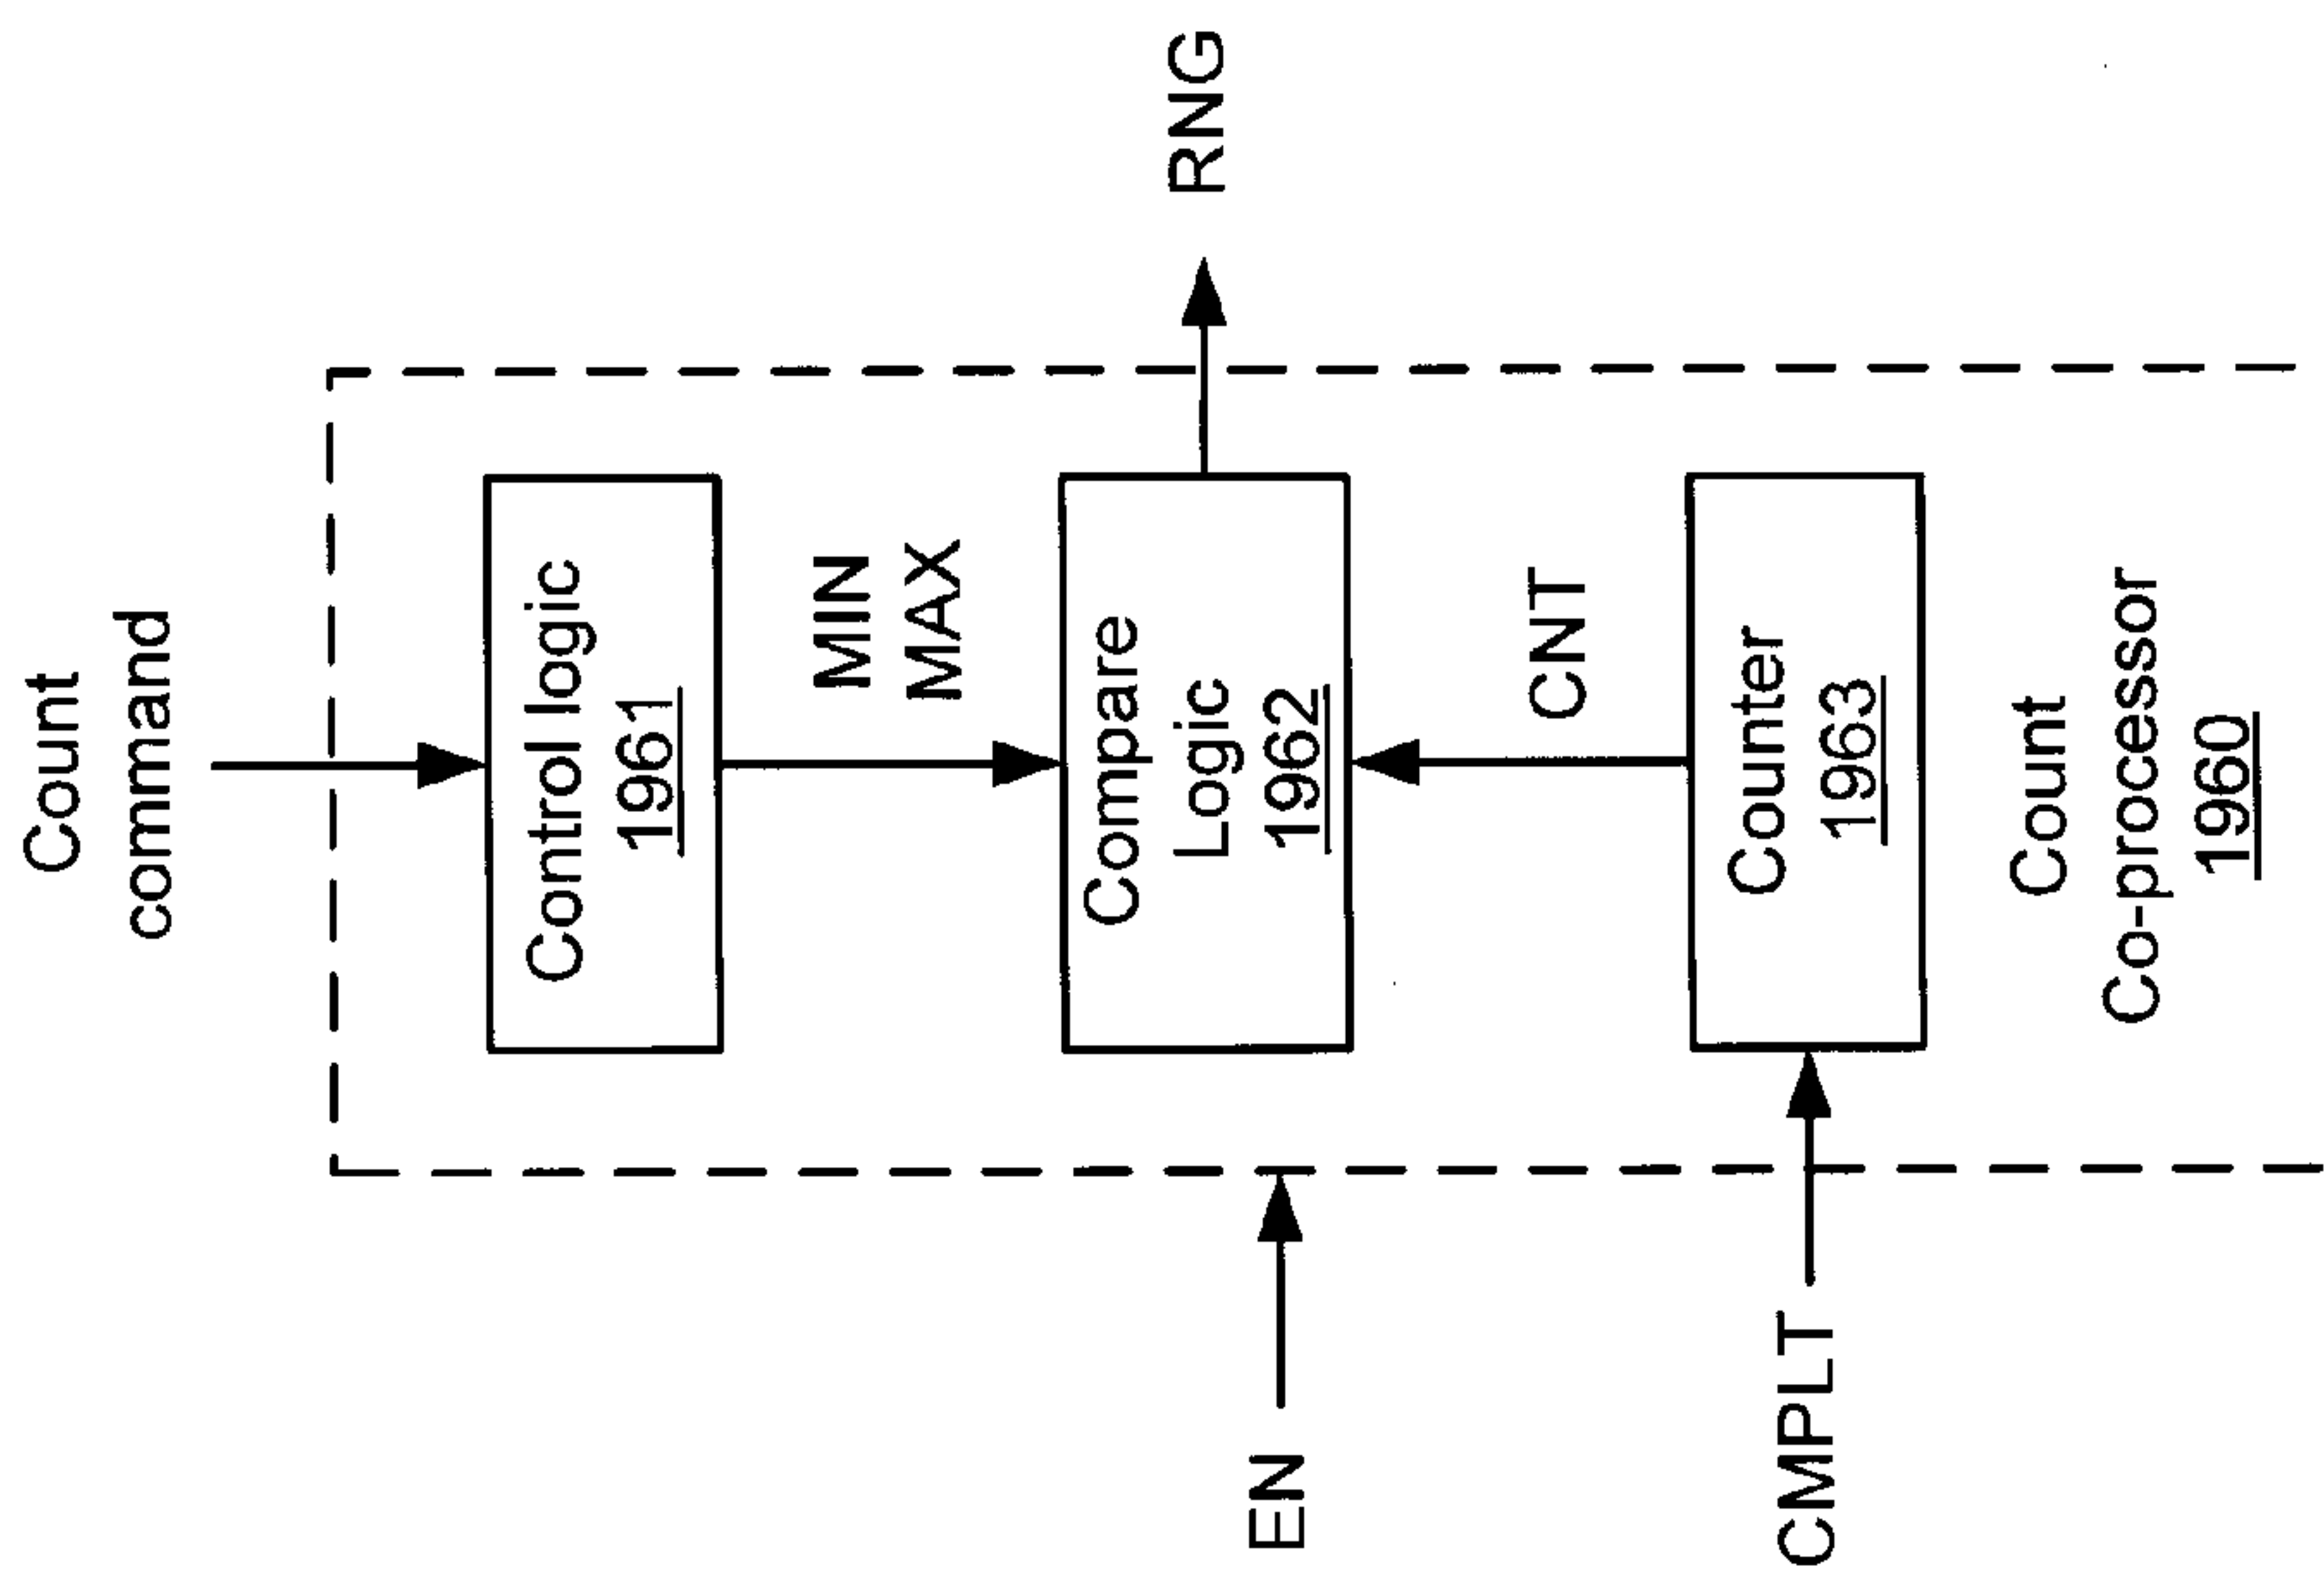 Count
command
Control logic
1961
MIN
MAX
RNG
Compare
Logic
1962
EN
CNT
Counter
1963
CMPLT
Count
Co-processor
1960